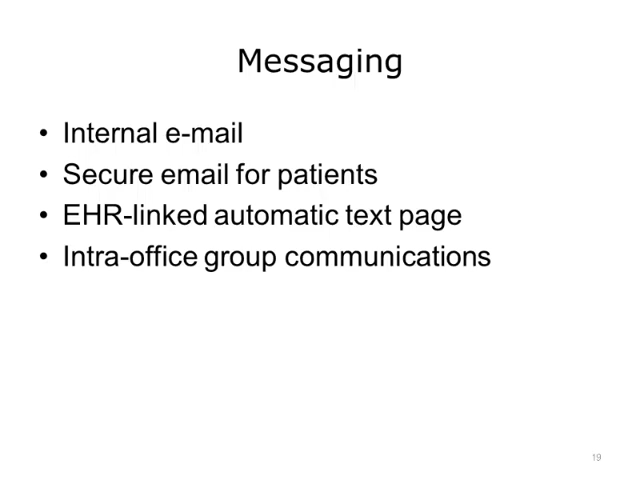 Messaging
• Internal e-mail
• Secure email for patients
• EHR-linked automatic text page
• Intra-office group communications
19